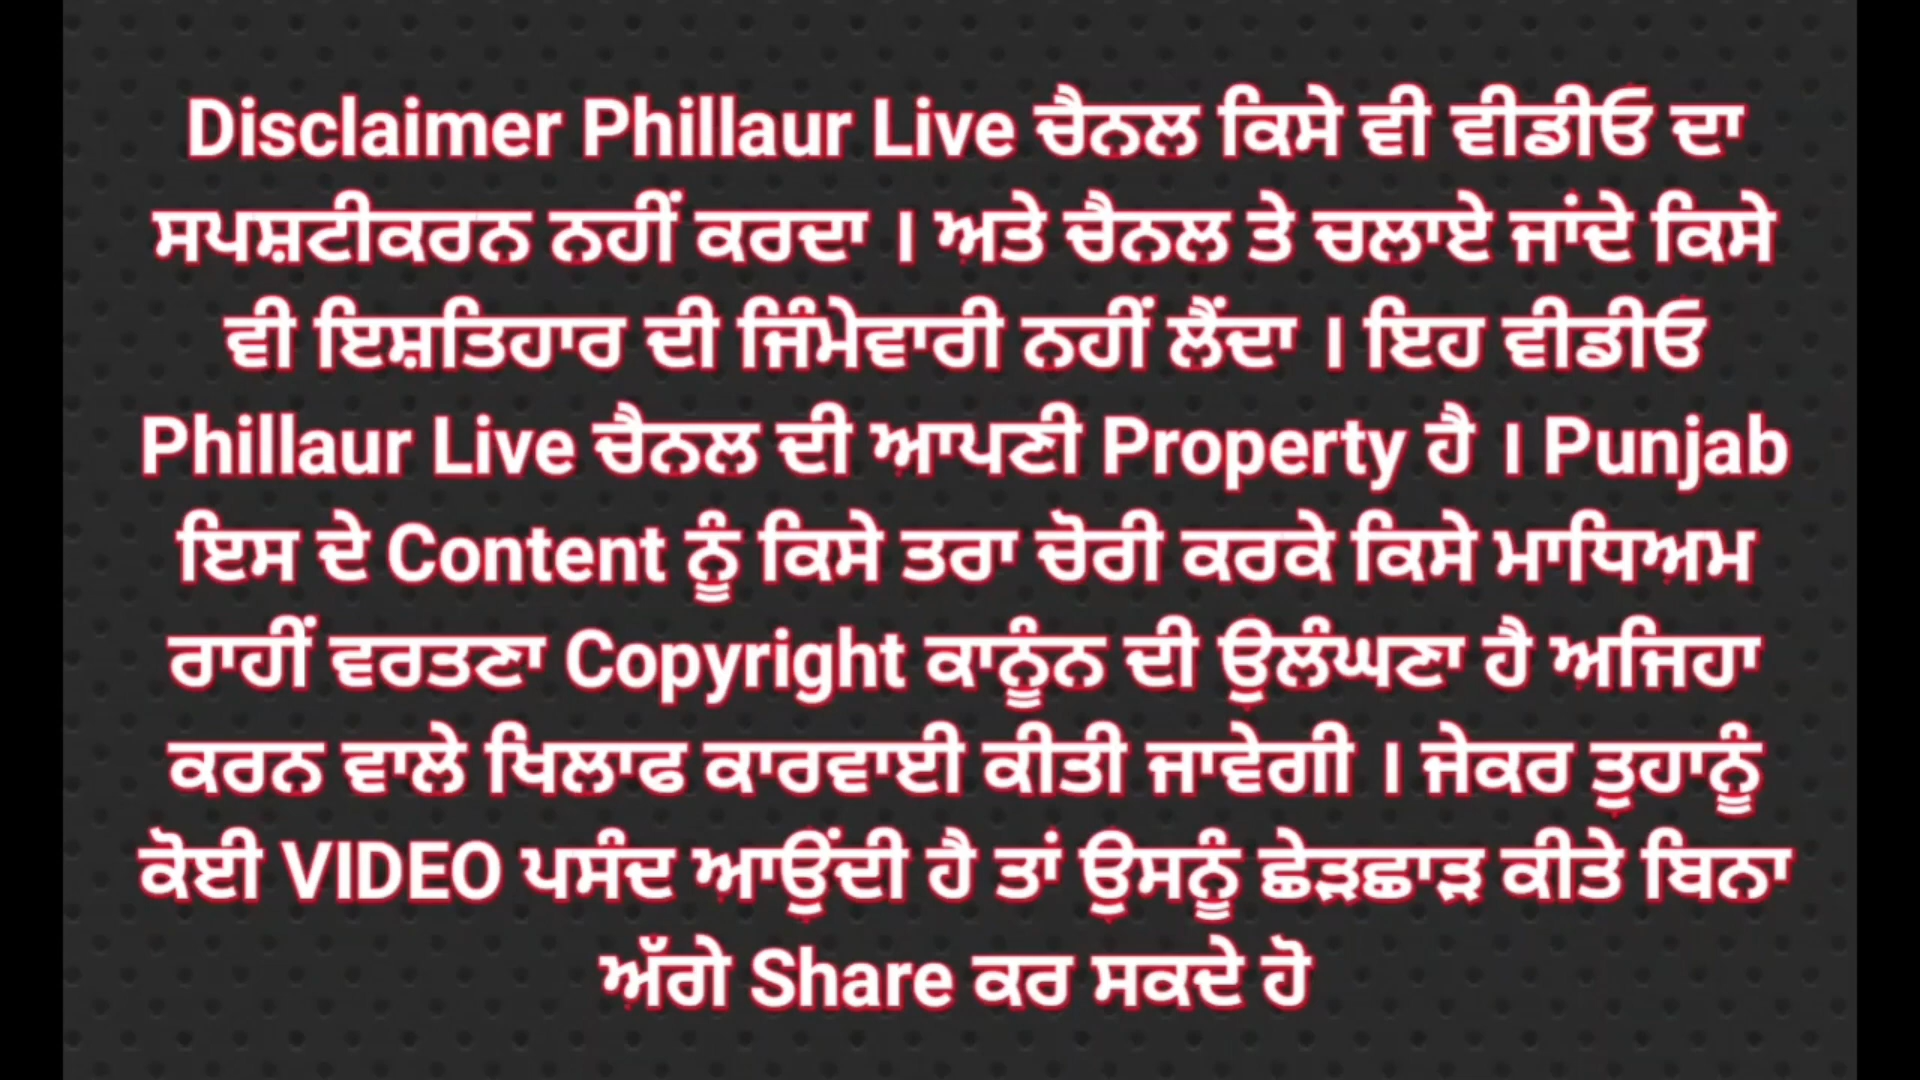 Disclaimer Phillaur Live ਚੈਨਲ ਕਿਸੇ ਵੀ ਵੀਡੀਓ ਦਾ
ਸਪਸ਼ਟੀਕਰਨ ਨਹੀਂ ਕਰਦਾ । ਅਤੇ ਚੈਨਲ ਤੇ ਚਲਾਏ ਜਾਂਦੇ ਕਿਸੇ
ਵੀ ਇਸ਼ਤਿਹਾਰ ਦੀ ਜਿੰਮੇਵਾਰੀ ਨਹੀਂ ਲੈਂਦਾ । ਇਹ ਵੀਡੀਓ
Phillaur Live ਚੈਨਲ ਦੀ ਆਪਣੀ Property ਹੈ । Punjab
ਇਸ ਦੇ Content ਨੂੰ ਕਿਸੇ ਤਰਾ ਚੋਰੀ ਕਰਕੇ ਕਿਸੇ ਮਾਧਿਅਮ
ਰਾਹੀਂ ਵਰਤਣਾ Copyright ਕਾਨੂੰਨ ਦੀ ਉਲੰਘਣਾ ਹੈ ਅਜਿਹਾ
ਕਰਨ ਵਾਲੇ ਖਿਲਾਫ ਕਾਰਵਾਈ ਕੀਤੀ ਜਾਵੇਗੀ । ਜੇਕਰ ਤੁਹਾਨੂੰ
ਕੋਈ VIDEO ਪਸੰਦ ਆਉਂਦੀ ਹੈ ਤਾਂ ਉਸਨੂੰ ਛੇੜਛਾੜ ਕੀਤੇ ਬਿਨਾ
ਅੱਗੇ Share ਕਰ ਸਕਦੇ ਹੋ